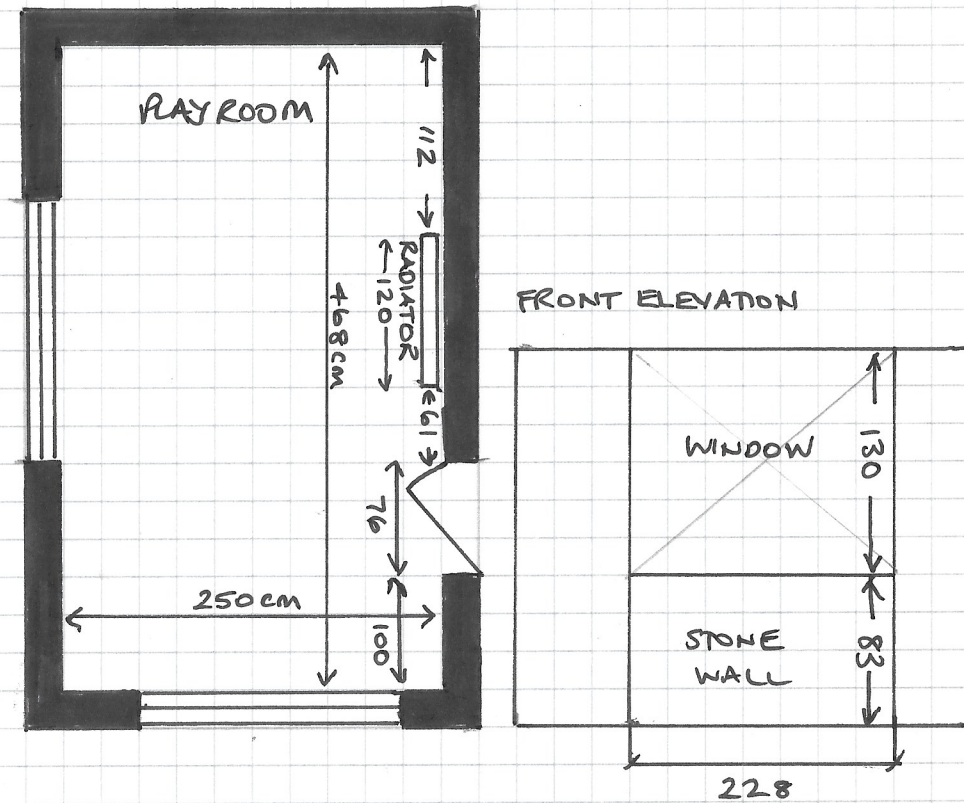 PLAYROOM
112
RADIATOR
120
468cm
61
76
250cm
100
FRONT ELEVATION
WINDOW
130
STONE
WALL
83
228